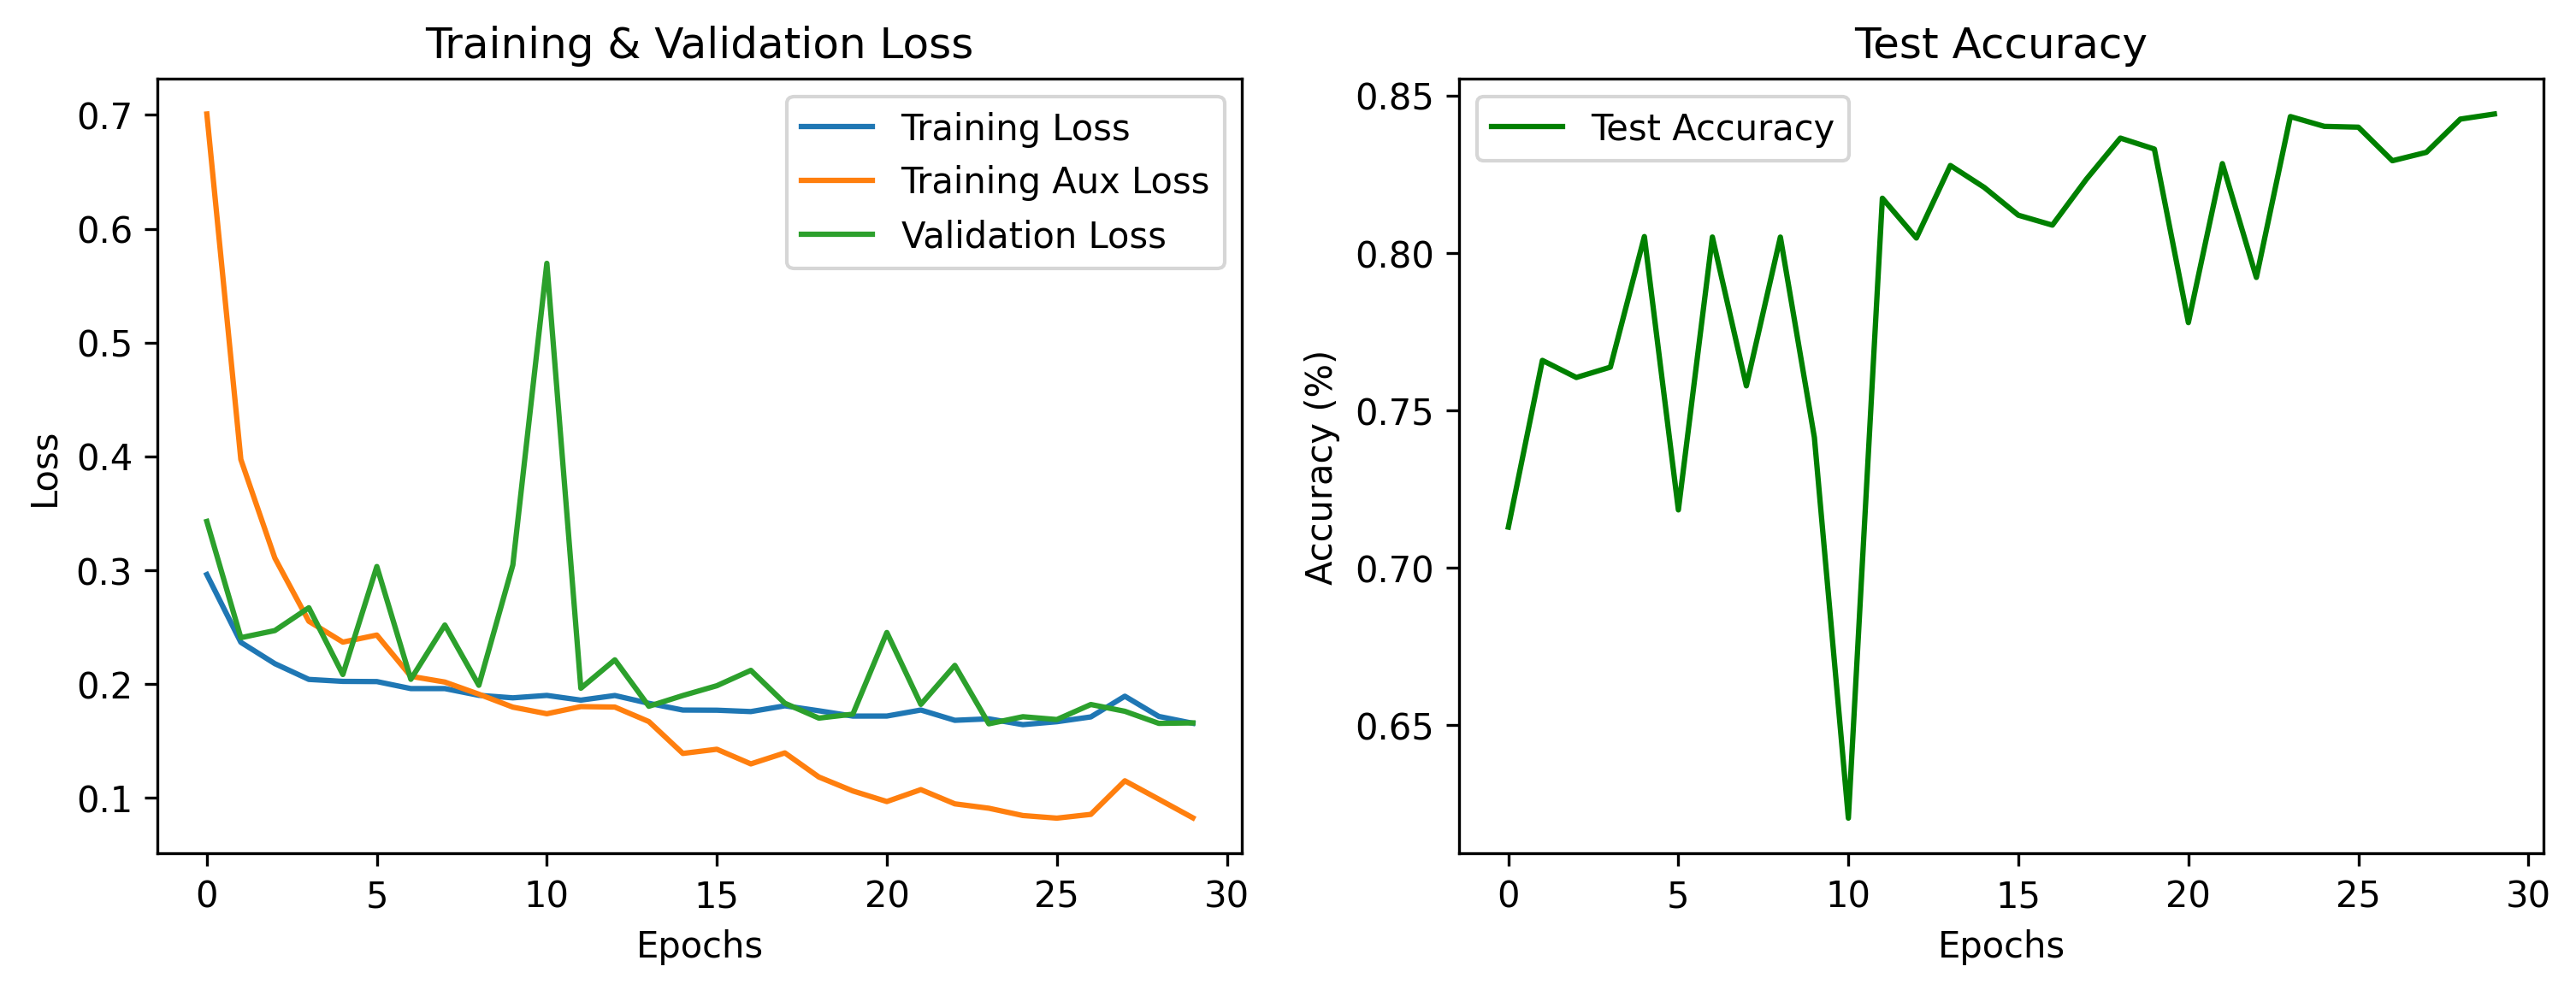 Training & Validation Loss
Loss
0.7
0.6
0.5
0.4
0.3
0.2
0.1
Training Loss
Training Aux Loss
Validation Loss
0 5 10 15 20 25 30
Epochs
Test Accuracy
Accuracy (%)
0.85
0.80
0.75
0.70
0.65
Test Accuracy
0 5 10 15 20 25 30
Epochs